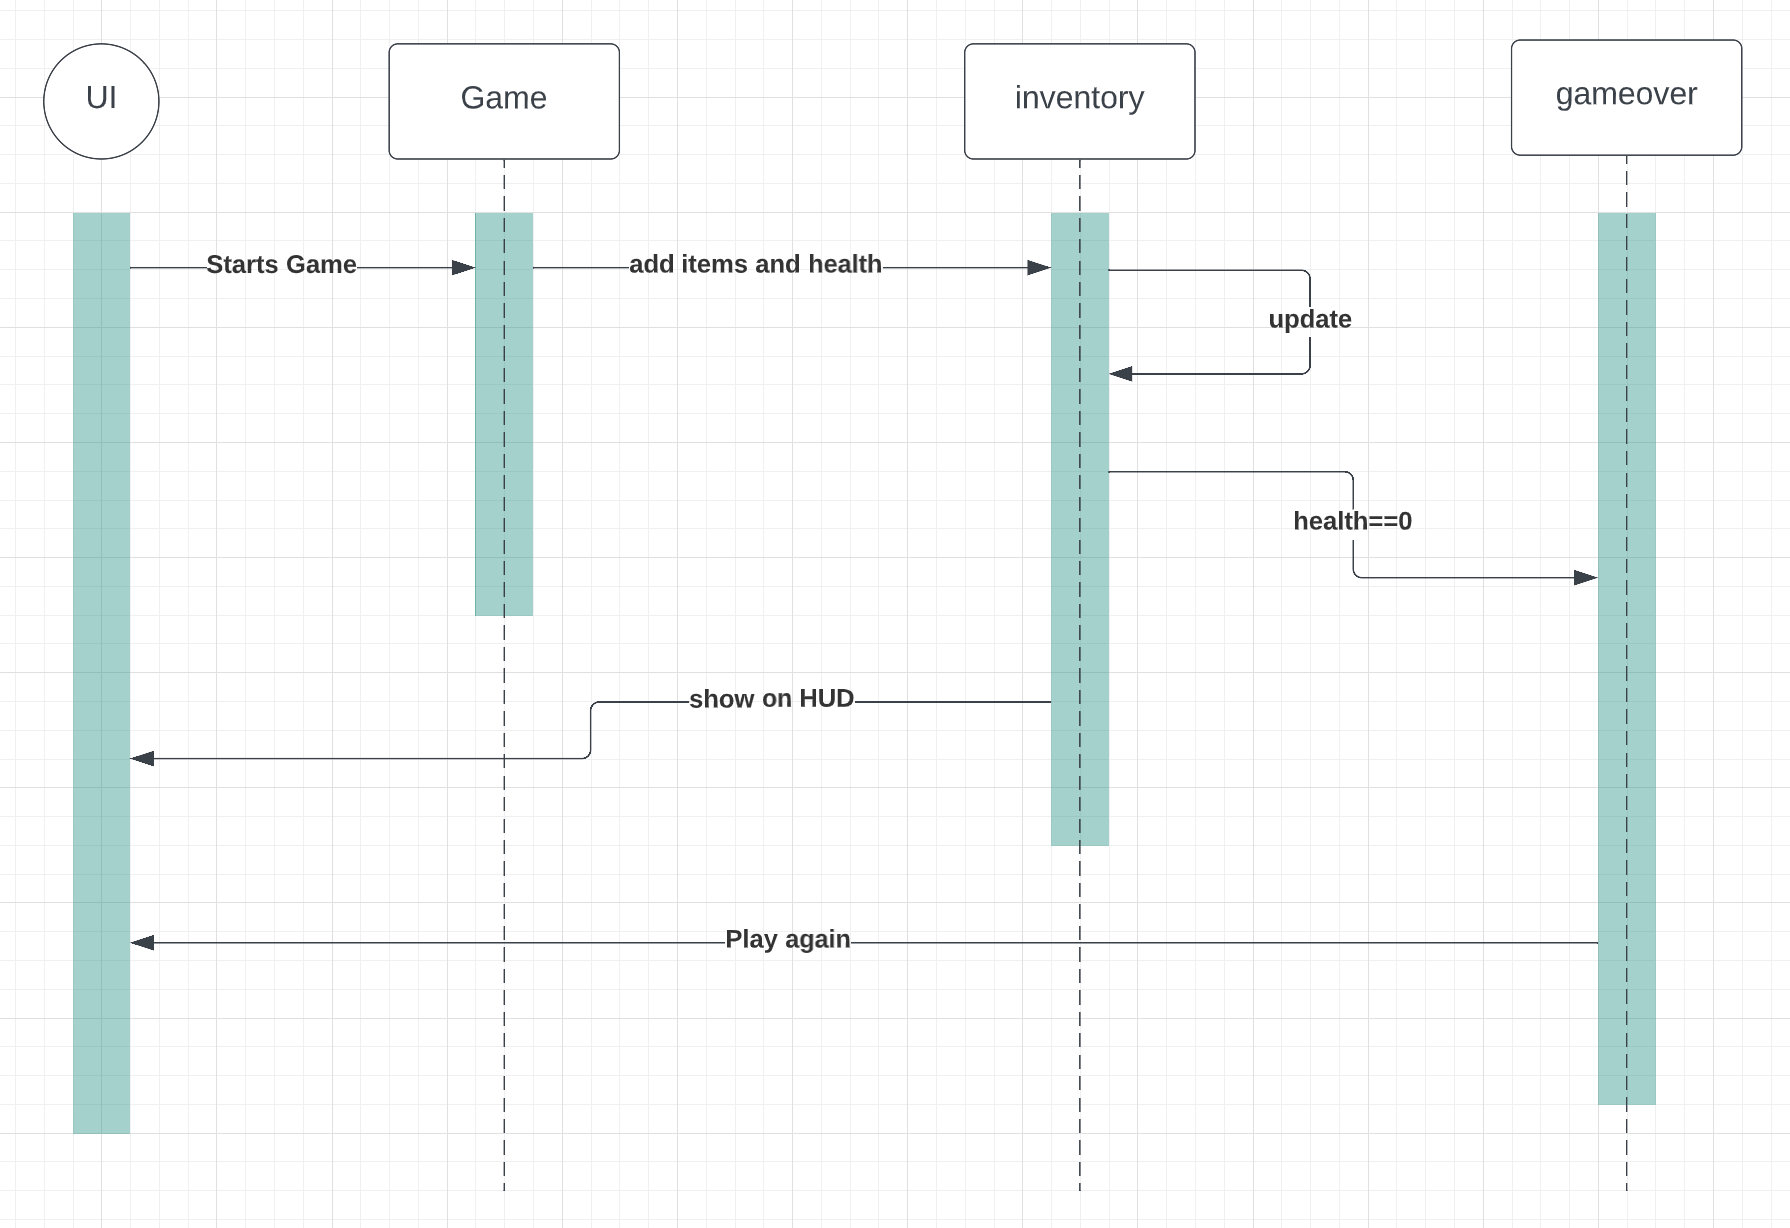 UI
Game
inventory
gameover
Starts Game
add items and health
update
health==0
show on HUD
Play again